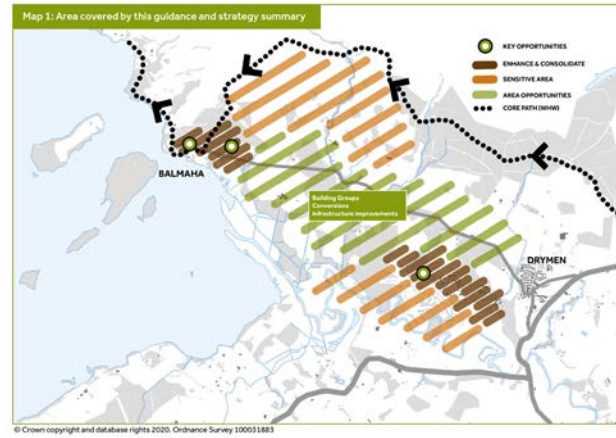 Map 1: Area covered by this guidance and strategy summary
KEY OPPORTUNITIES
ENHANCE & CONSOLIDATE
SENSITIVE AREA
AREA OPPORTUNITIES
CORE PATH (WHW)
BALMAHA
Building Groups
Conversions
Infrastructure improvements
DRYMEN
© Crown copyright and database rights 2020. Ordnance Survey 100031883